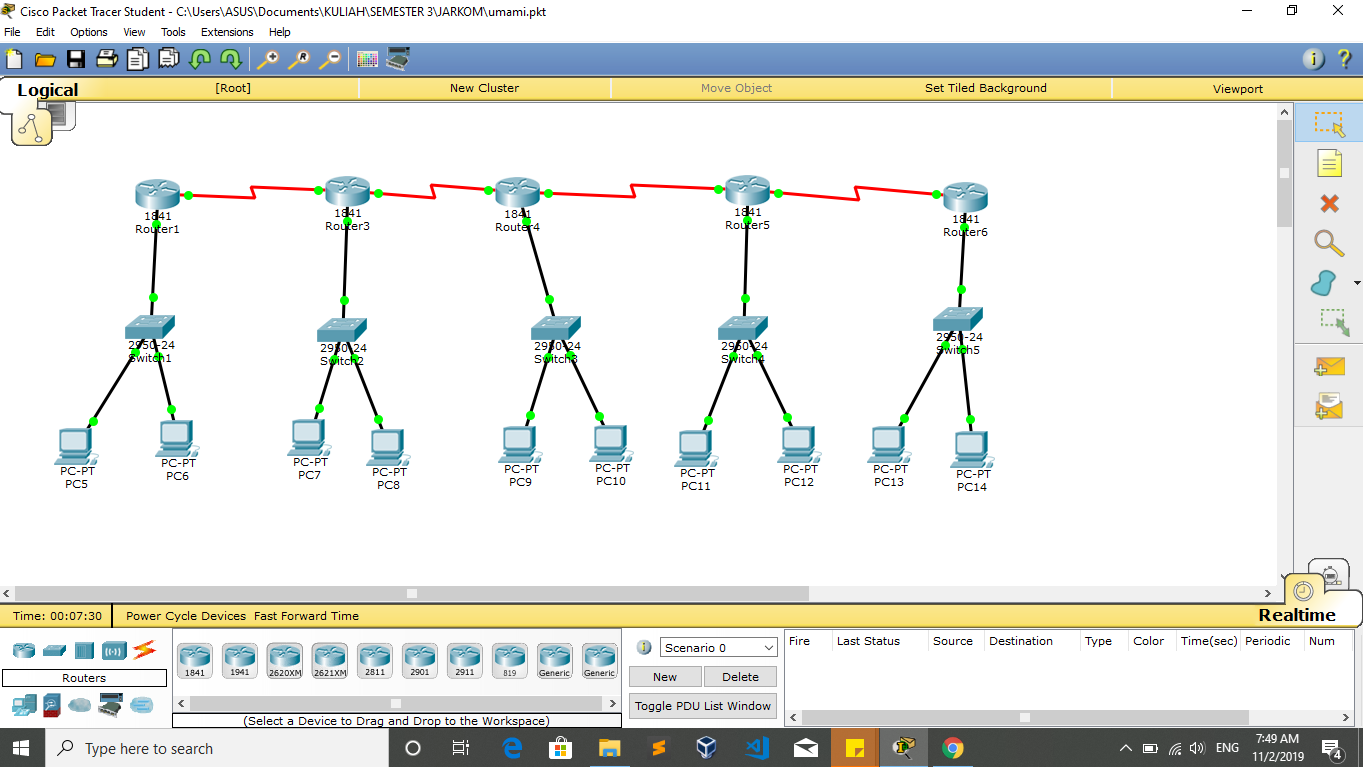 Cisco Packet Tracer Student - C:\Users\ASUS\Documents\KULIAH\SEMESTER 3\JARKOM\umami.pkt
File Edit Options View Tools Extensions Help
Logical [Root] New Cluster Move Object Set Tiled Background Viewport
1841 1841 1841 1841 1841
Router1 Router3 Router4 Router5 Router6
2950-24 2950-24 2950-24 2950-24 2950-24
Switch1 Switch2 Switch3 Switch4 Switch5
PC-PT PC-PT PC-PT PC-PT PC-PT PC-PT PC-PT PC-PT PC-PT PC-PT
PC5 PC6 PC7 PC8 PC9 PC10 PC11 PC12 PC13 PC14
Time: 00:07:30 Power Cycle Devices Fast Forward Time Realtime
Routers
1841 1941 2620XM 2621XM 2811 2901 2911 819 Generic Generic
(Select a Device to Drag and Drop to the Workspace)
Scenario 0
New Delete
Toggle PDU List Window
Fire Last Status Source Destination Type Color Time(sec) Periodic Num
Type here to search
ENG
7:49 AM
11/2/2019
4